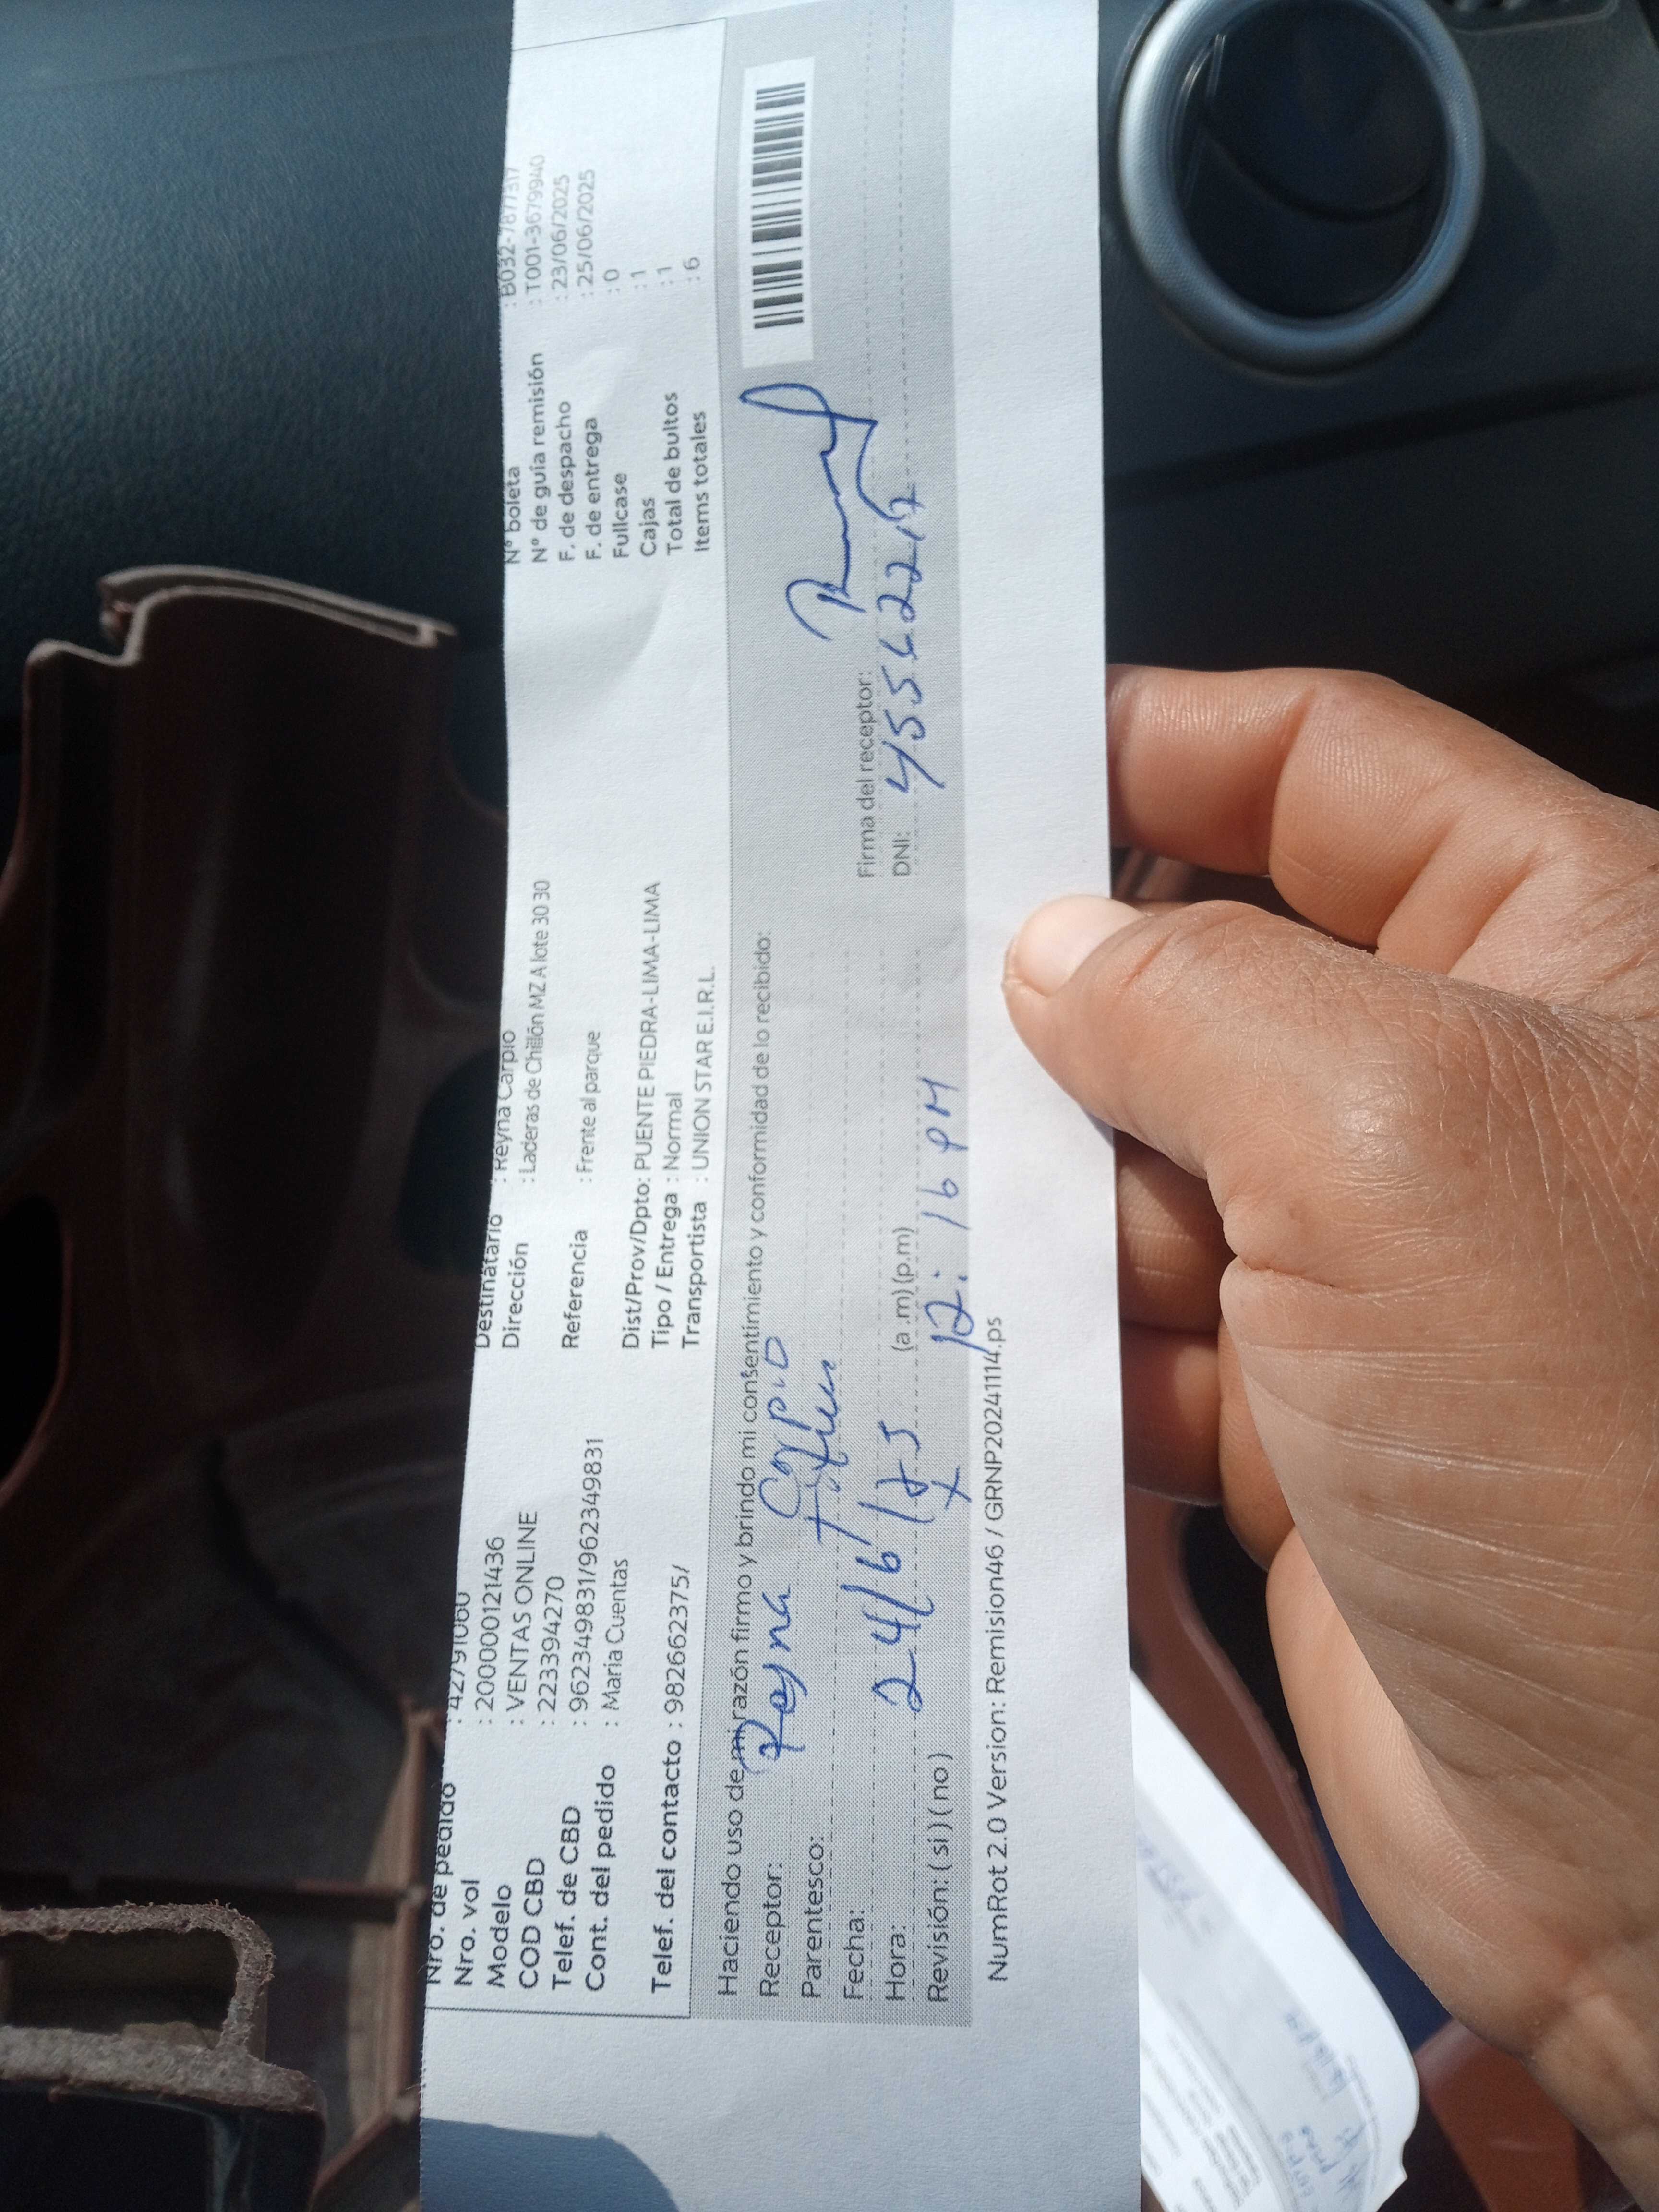 Nro. de pedido : 42791060
Nro. vol : 200000121436
Modelo : VENTAS ONLINE
COD CBD : 223394270
Telef. de CBD : 962349831/962349831
Cont. del pedido : Maria Cuentas
Telef. del contacto : 982662375/
Destinatario : Reyna Carpio
Dirección : Laderas de Chillón MZ A lote 30 30
Referencia : Frente al parque
Dist/Prov/Dpto: PUENTE PIEDRA-LIMA-LIMA
Tipo / Entrega : Normal
Transportista : UNION STAR E.I.R.L.
N° boleta : B032-7877317
N° de guía remisión : T001-3679940
F. de despacho : 23/06/2025
F. de entrega : 25/06/2025
Fullcase : 0
Cajas : 1
Total de bultos : 1
Items totales : 6
Haciendo uso de mi razón firmo y brindo mi consentimiento y conformidad de lo recibido:
Receptor: Reyna Carpio
Parentesco: Titular
Fecha: 24/6/25
Hora: (a.m) (p.m) 12:16 PM
Revisión: ( si ) ( no )
Firma del receptor:
DNI: 45562217
NumRot 2.0 Version: Remision46 / GRNP20241114.ps